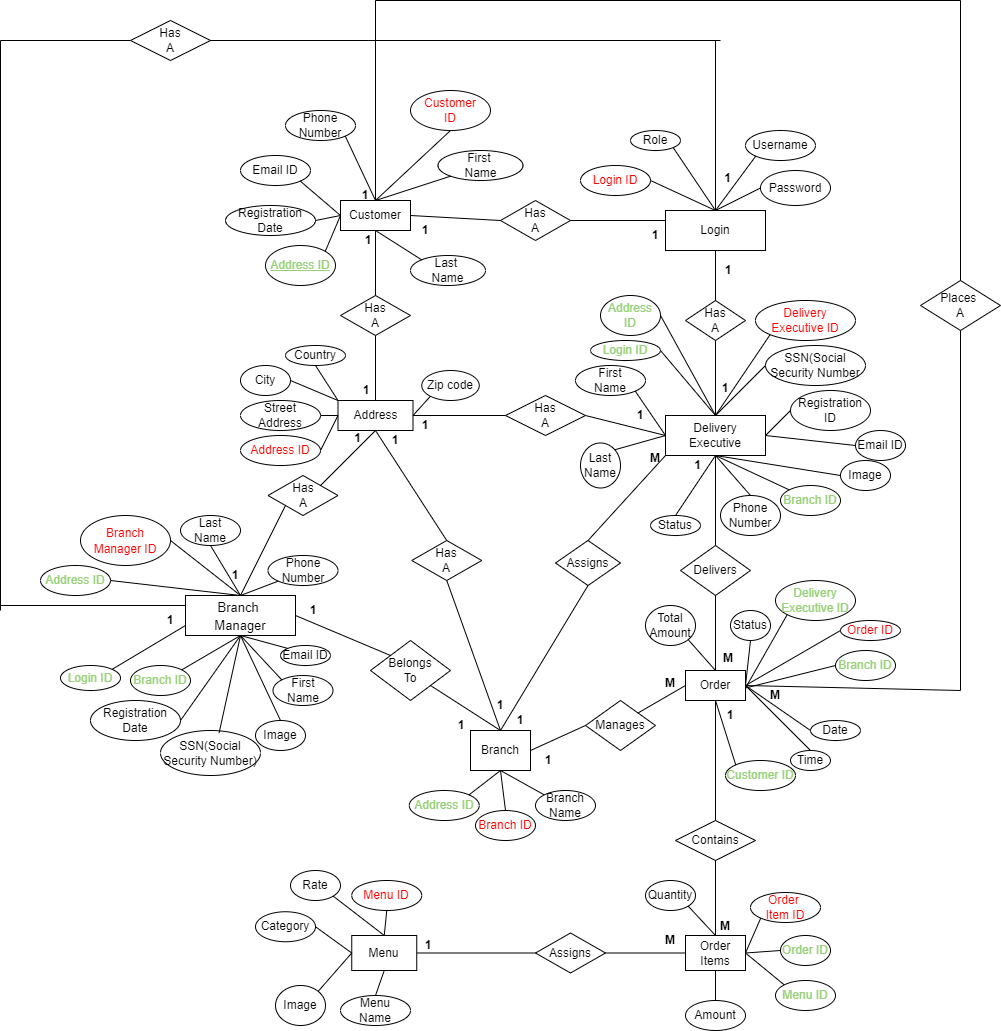 Has
A
Customer
ID
Phone
Number
Role
Username
First
Name
Email ID
Login ID
Password
1
1
Registration
Date
Customer
Has
A
1
1
Login
1
Address ID
Last
Name
1
Places
A
Has
A
Address
ID
Has
A
Delivery
Executive ID
Login ID
Country
SSN(Social
Security Number
City
Zip code
First
Name
1
1
Street
Address
Address
1
Has
A
1
Registration
ID
Delivery
Executive
Address ID
1
1
Email ID
Last
Name
M
1
Image
Has
A
Branch ID
Phone
Number
Status
Branch
Manager ID
Last
Name
Has
A
Assigns
Delivers
Phone
Number
Address ID
1
Delivery
Executive ID
1
Branch
Manager
1
Total
Amount
Status
Order ID
Email ID
Belongs
To
M
Branch ID
Login ID
Branch ID
First
Name
M
Order
M
Registration
Date
1
1
1
Manages
1
Date
Image
SSN(Social
Security Number)
Branch
1
Time
Customer ID
Address ID
Branch
Name
Branch ID
Contains
Rate
Menu ID
Quantity
Order
Item ID
Category
M
Menu
1
Assigns
M
Order
Items
Order ID
Menu ID
Image
Menu
Name
Amount